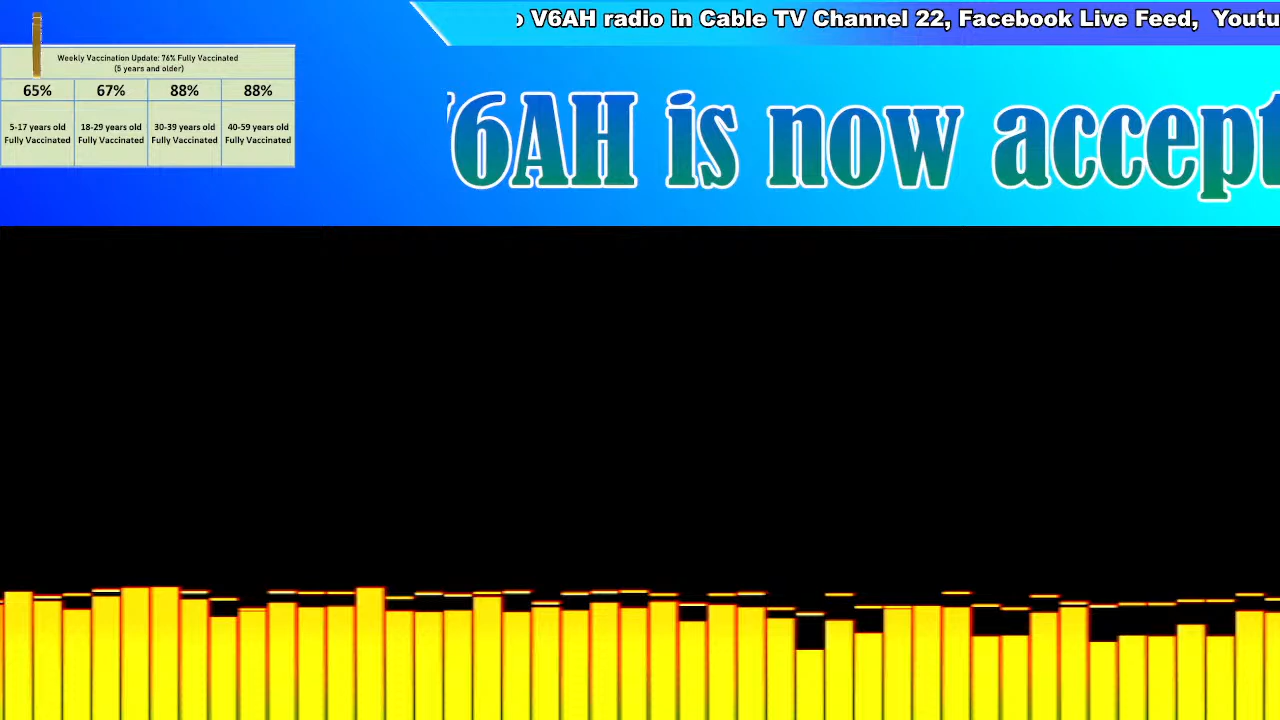 V6AH radio in Cable TV Channel 22, Facebook Live Feed,
Weekly Vaccination Update: 76% Fully Vaccinated
(5 years and older)
65% 67% 88% 88%
5-17 years old 18-29 years old 30-39 years old 40-59 years old
Fully Vaccinated Fully Vaccinated Fully Vaccinated Fully Vaccinated
V6AH is now accept